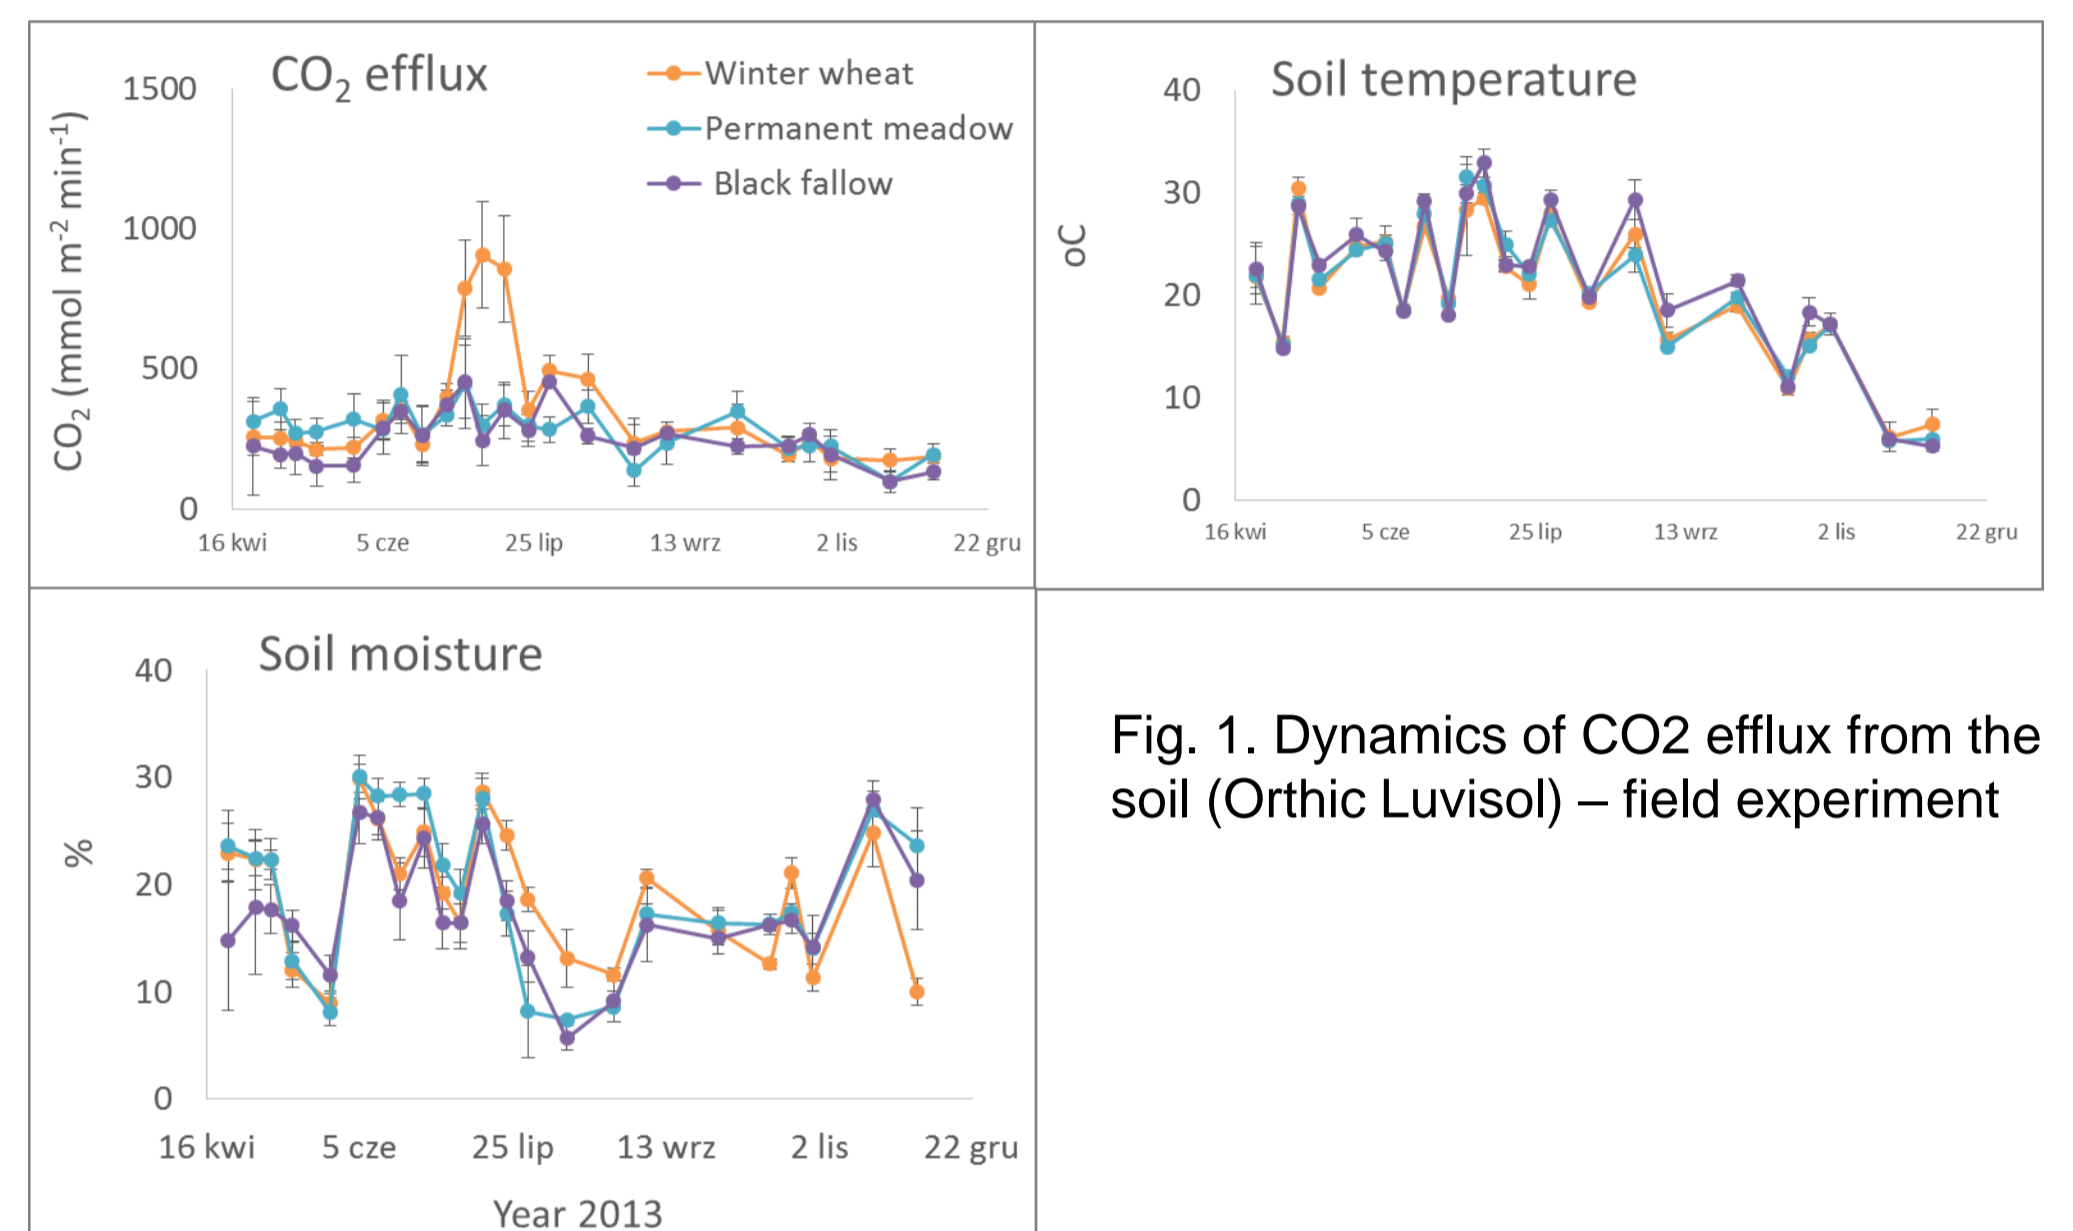 CO₂ efflux
Winter wheat
Permanent meadow
Black fallow
CO₂ (mmol m⁻² min⁻¹)
1500
1000
500
0
16 kwi 5 cze 25 lip 13 wrz 2 lis 22 gru
Soil temperature
oC
40
30
20
10
0
16 kwi 5 cze 25 lip 13 wrz 2 lis 22 gru
Soil moisture
%
40
30
20
10
0
16 kwi 5 cze 25 lip 13 wrz 2 lis 22 gru
Year 2013
Fig. 1. Dynamics of CO2 efflux from the
soil (Orthic Luvisol) – field experiment